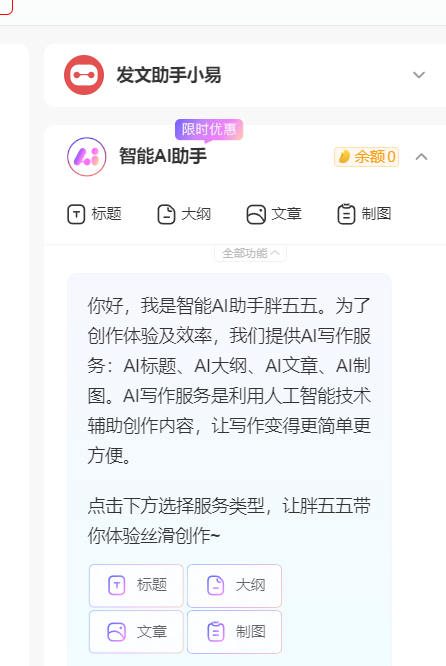 发文助手小易
限时优惠
智能AI助手
余额0
标题 大纲 文章 制图
全部功能
你好，我是智能AI助手胖五五。为了
创作体验及效率，我们提供AI写作服
务：AI标题、AI大纲、AI文章、AI制
图。AI写作服务是利用人工智能技术
辅助创作内容，让写作变得更简单更
方便。
点击下方选择服务类型，让胖五五带
你体验丝滑创作~
标题 大纲
文章 制图